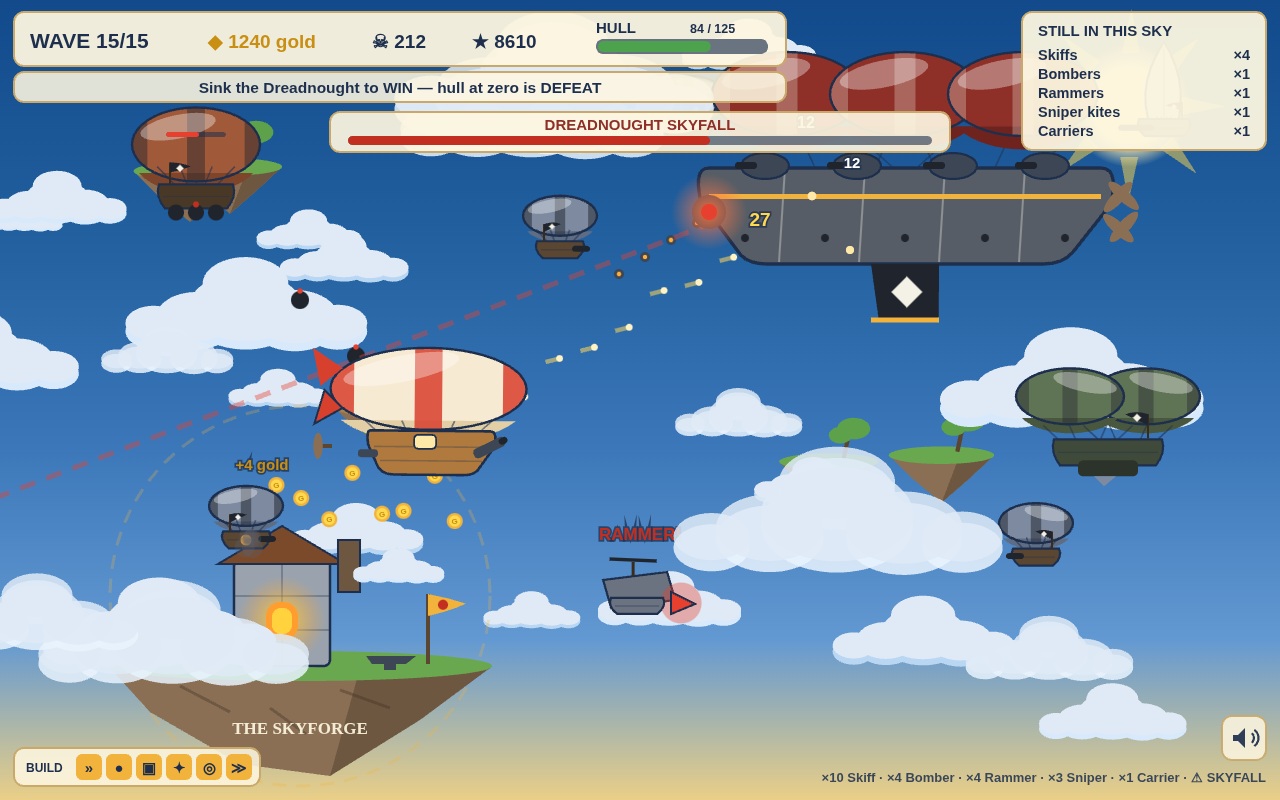 WAVE 15/15
◆ 1240 gold
☠ 212
★ 8610
HULL
84 / 125
Sink the Dreadnought to WIN — hull at zero is DEFEAT
DREADNOUGHT SKYFALL
12
12
27
STILL IN THIS SKY
Skiffs ×4
Bombers ×1
Rammers ×1
Sniper kites ×1
Carriers ×1
+4 gold
G
G
G
G
G
G
G
G
RAMMER
THE SKYFORGE
BUILD
×10 Skiff · ×4 Bomber · ×4 Rammer · ×3 Sniper · ×1 Carrier · ⚠ SKYFALL